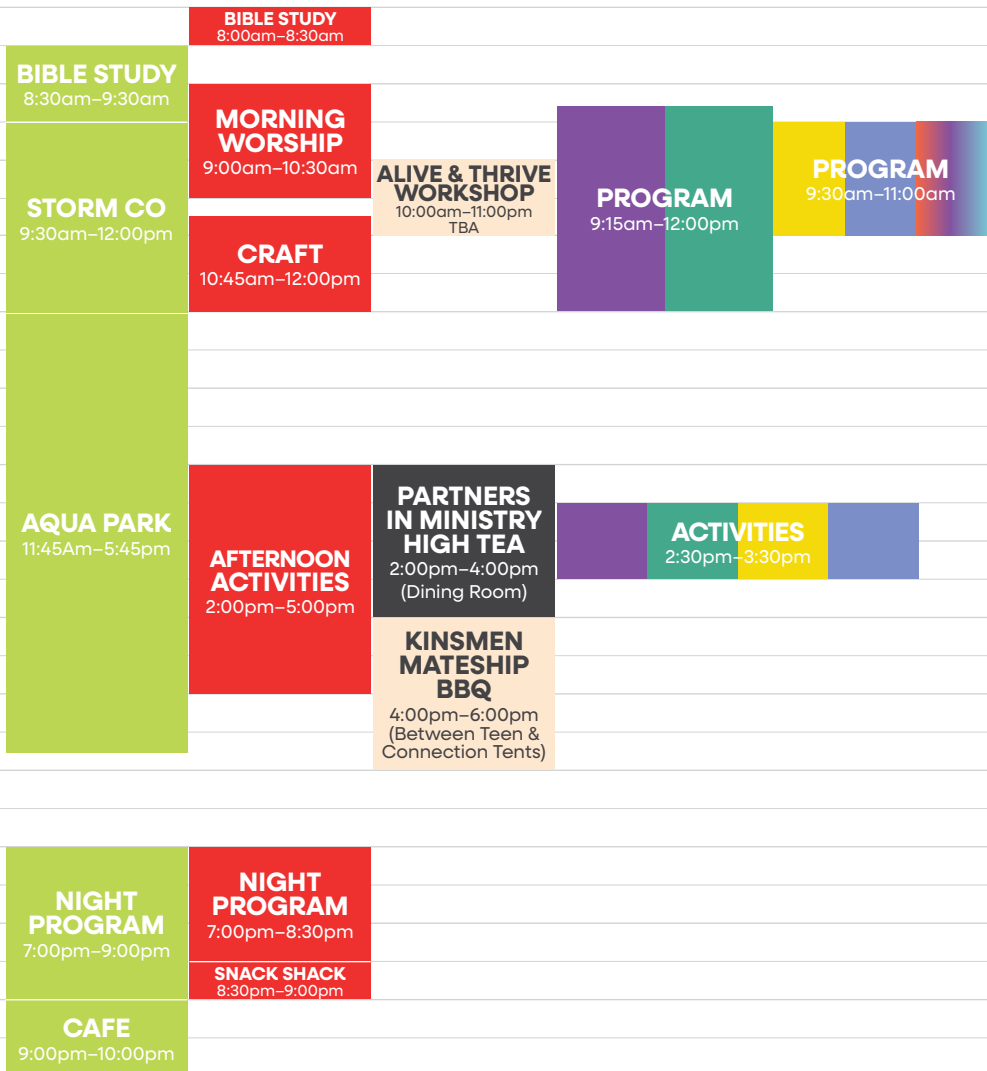 BIBLE STUDY
8:30am–9:30am
STORM CO
9:30am–12:00pm
AQUA PARK
11:45Am–5:45pm
NIGHT
PROGRAM
7:00pm–9:00pm
CAFE
9:00pm–10:00pm
BIBLE STUDY
8:00am–8:30am
MORNING
WORSHIP
9:00am–10:30am
CRAFT
10:45am–12:00pm
AFTERNOON
ACTIVITIES
2:00pm–5:00pm
NIGHT
PROGRAM
7:00pm–8:30pm
SNACK SHACK
8:30pm–9:00pm
ALIVE & THRIVE
WORKSHOP
10:00am–11:00pm
TBA
PARTNERS
IN MINISTRY
HIGH TEA
2:00pm–4:00pm
(Dining Room)
KINSMEN
MATESHIP
BBQ
4:00pm–6:00pm
(Between Teen &
Connection Tents)
PROGRAM
9:15am–12:00pm
PROGRAM
9:30am–11:00am
ACTIVITIES
2:30pm–3:30pm